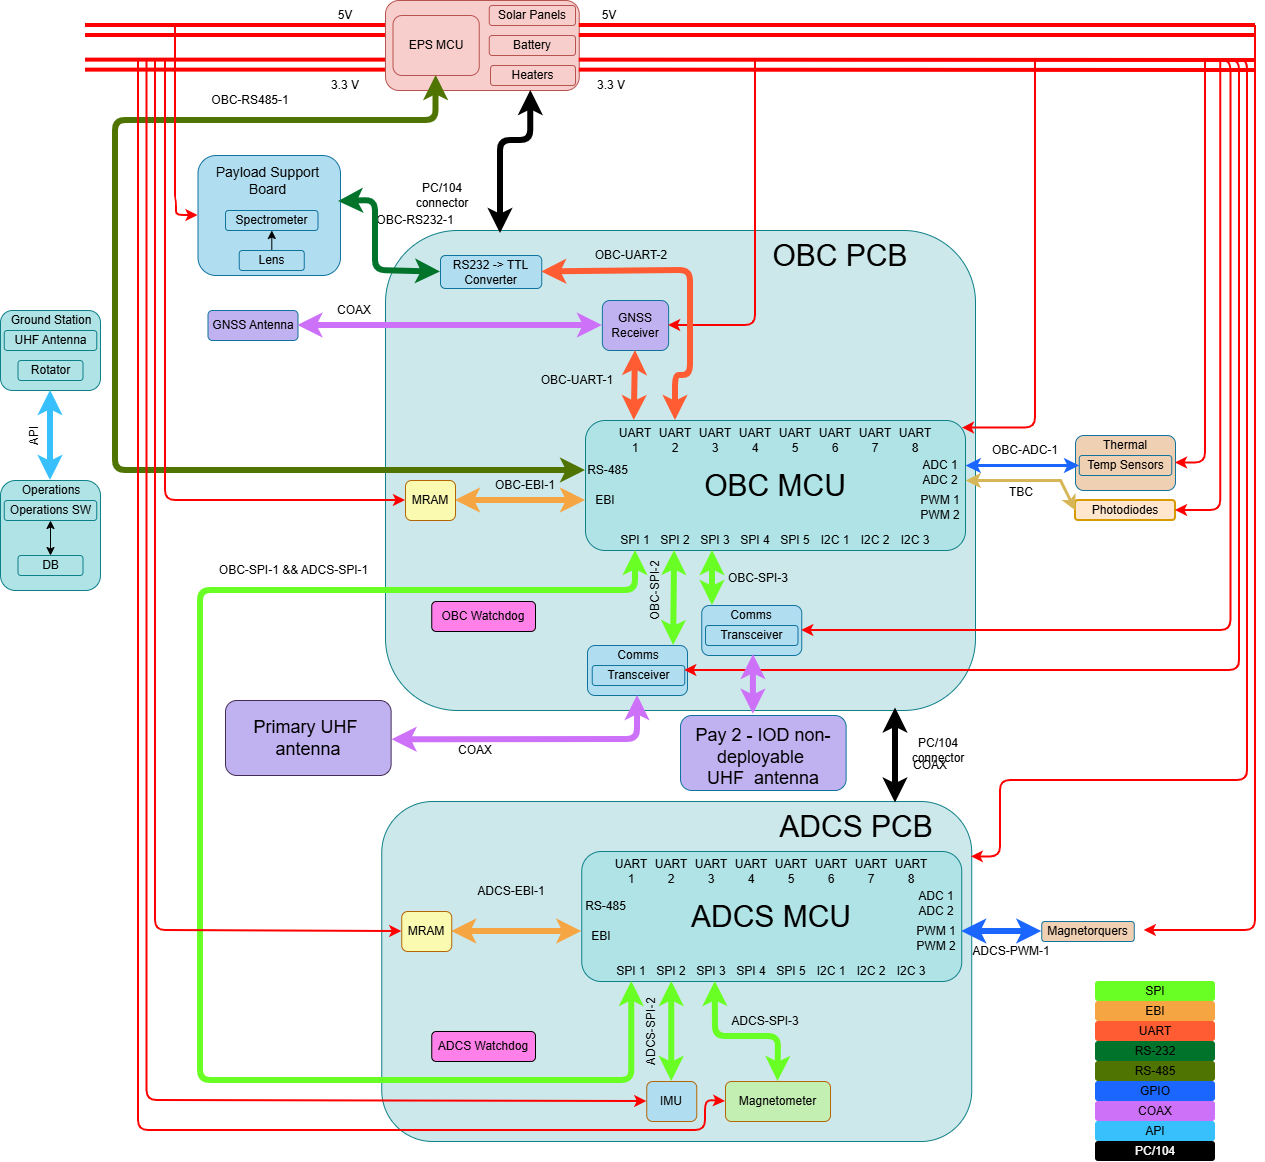 5V
5V
Solar Panels
EPS MCU
Battery
Heaters
3.3 V
3.3 V
OBC-RS485-1
Payload Support
Board
Spectrometer
Lens
PC/104
connector
OBC-RS232-1
OBC PCB
RS232 -> TTL
Converter
OBC-UART-2
GNSS Antenna
COAX
GNSS
Receiver
Ground Station
UHF Antenna
Rotator
API
Operations
Operations SW
DB
OBC-UART-1
UART
1
UART
2
UART
3
UART
4
UART
5
UART
6
UART
7
UART
8
RS-485
EBI
OBC MCU
ADC 1
ADC 2
PWM 1
PWM 2
SPI 1
SPI 2
SPI 3
SPI 4
SPI 5
I2C 1
I2C 2
I2C 3
MRAM
OBC-EBI-1
OBC-ADC-1
TBC
Thermal
Temp Sensors
Photodiodes
OBC-SPI-1 && ADCS-SPI-1
OBC-SPI-2
OBC-SPI-3
OBC Watchdog
Comms
Transceiver
Comms
Transceiver
Primary UHF
antenna
COAX
Pay 2 - IOD non-
deployable
UHF antenna
PC/104
connector
COAX
ADCS PCB
UART
1
UART
2
UART
3
UART
4
UART
5
UART
6
UART
7
UART
8
RS-485
EBI
ADCS MCU
ADC 1
ADC 2
PWM 1
PWM 2
SPI 1
SPI 2
SPI 3
SPI 4
SPI 5
I2C 1
I2C 2
I2C 3
MRAM
ADCS-EBI-1
Magnetorquers
ADCS-PWM-1
ADCS-SPI-2
ADCS-SPI-3
ADCS Watchdog
IMU
Magnetometer
SPI
EBI
UART
RS-232
RS-485
GPIO
COAX
API
PC/104